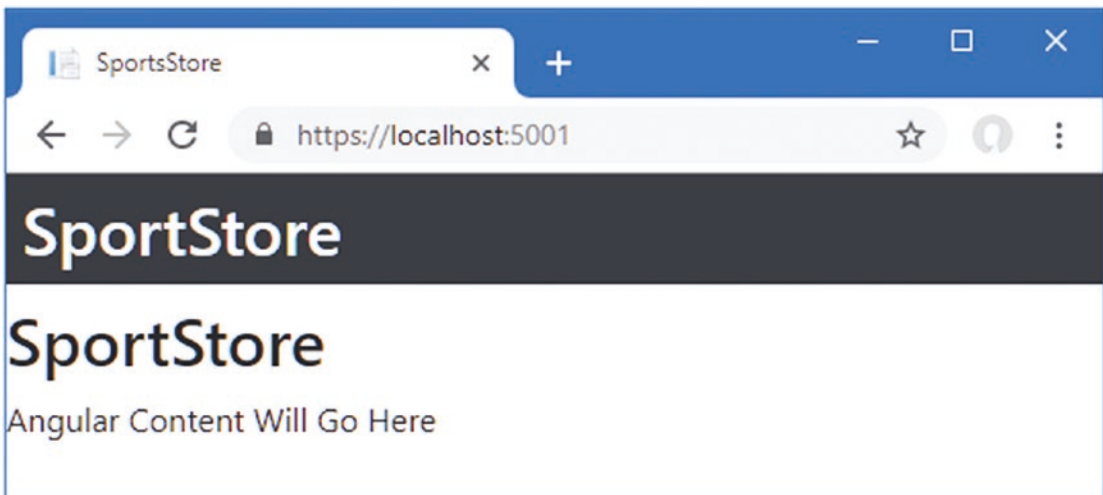 SportsStore
https://localhost:5001
SportStore
SportStore
Angular Content Will Go Here